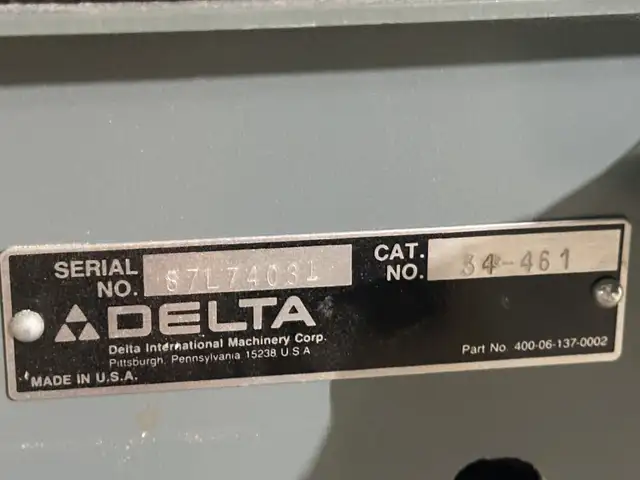 SERIAL NO. 87L74031
CAT. NO. 34-461
DELTA
Delta International Machinery Corp.
Pittsburgh, Pennsylvania 15238 U S A
Part No 400-06-137-0002
MADE IN U.S.A.